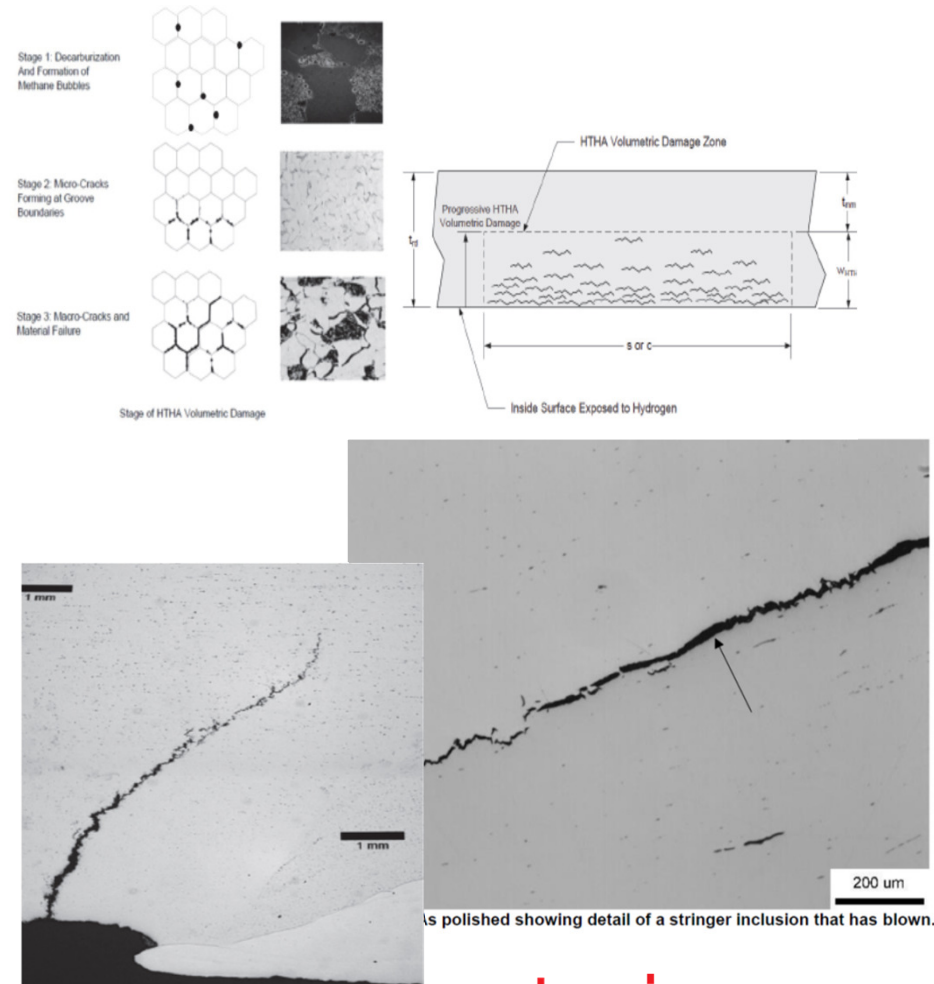 Stage 1: Decarburization
And Formation of
Methane Bubbles
Stage 2: Micro-Cracks
Forming at Groove
Boundaries
Stage 3: Macro-Cracks and
Material Failure
Stage of HTHA Volumetric Damage
HTHA Volumetric Damage Zone
Progressive HTHA
Volumetric Damage
s or c
Inside Surface Exposed to Hydrogen
1 mm
1 mm
200 um
As polished showing detail of a stringer inclusion that has blown.